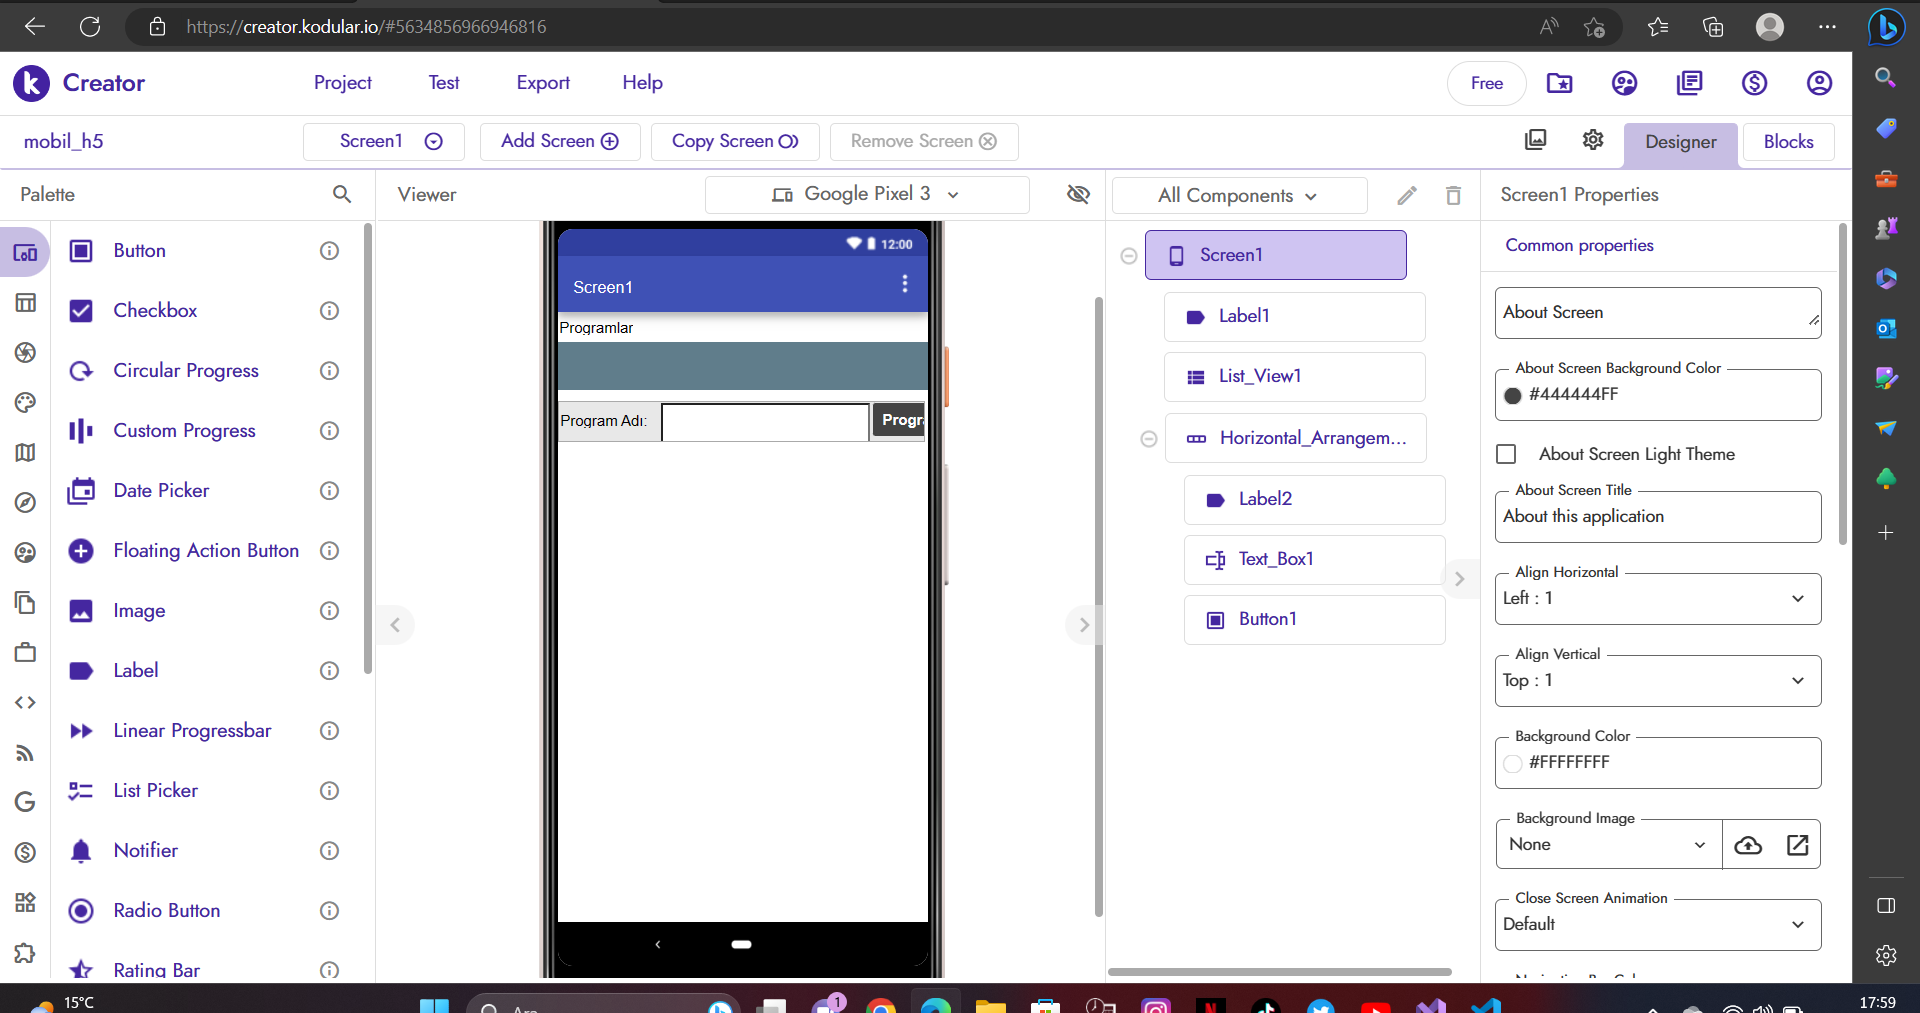 https://creator.kodular.io/#5634856966946816
Creator
Project
Test
Export
Help
Free
mobil_h5
Screen1
Add Screen
Copy Screen
Remove Screen
Designer
Blocks
Palette
Viewer
Google Pixel 3
All Components
Screen1 Properties
Button
Checkbox
Circular Progress
Custom Progress
Date Picker
Floating Action Button
Image
Label
Linear Progressbar
List Picker
Notifier
Radio Button
Rating Bar
12:00
Screen1
Programlar
Program Adı:
Progr
Screen1
Label1
List_View1
Horizontal_Arrangem...
Label2
Text_Box1
Button1
Common properties
About Screen
About Screen Background Color
#444444FF
About Screen Light Theme
About Screen Title
About this application
Align Horizontal
Left : 1
Align Vertical
Top : 1
Background Color
#FFFFFFFF
Background Image
None
Close Screen Animation
Default
15°C
1
17:59